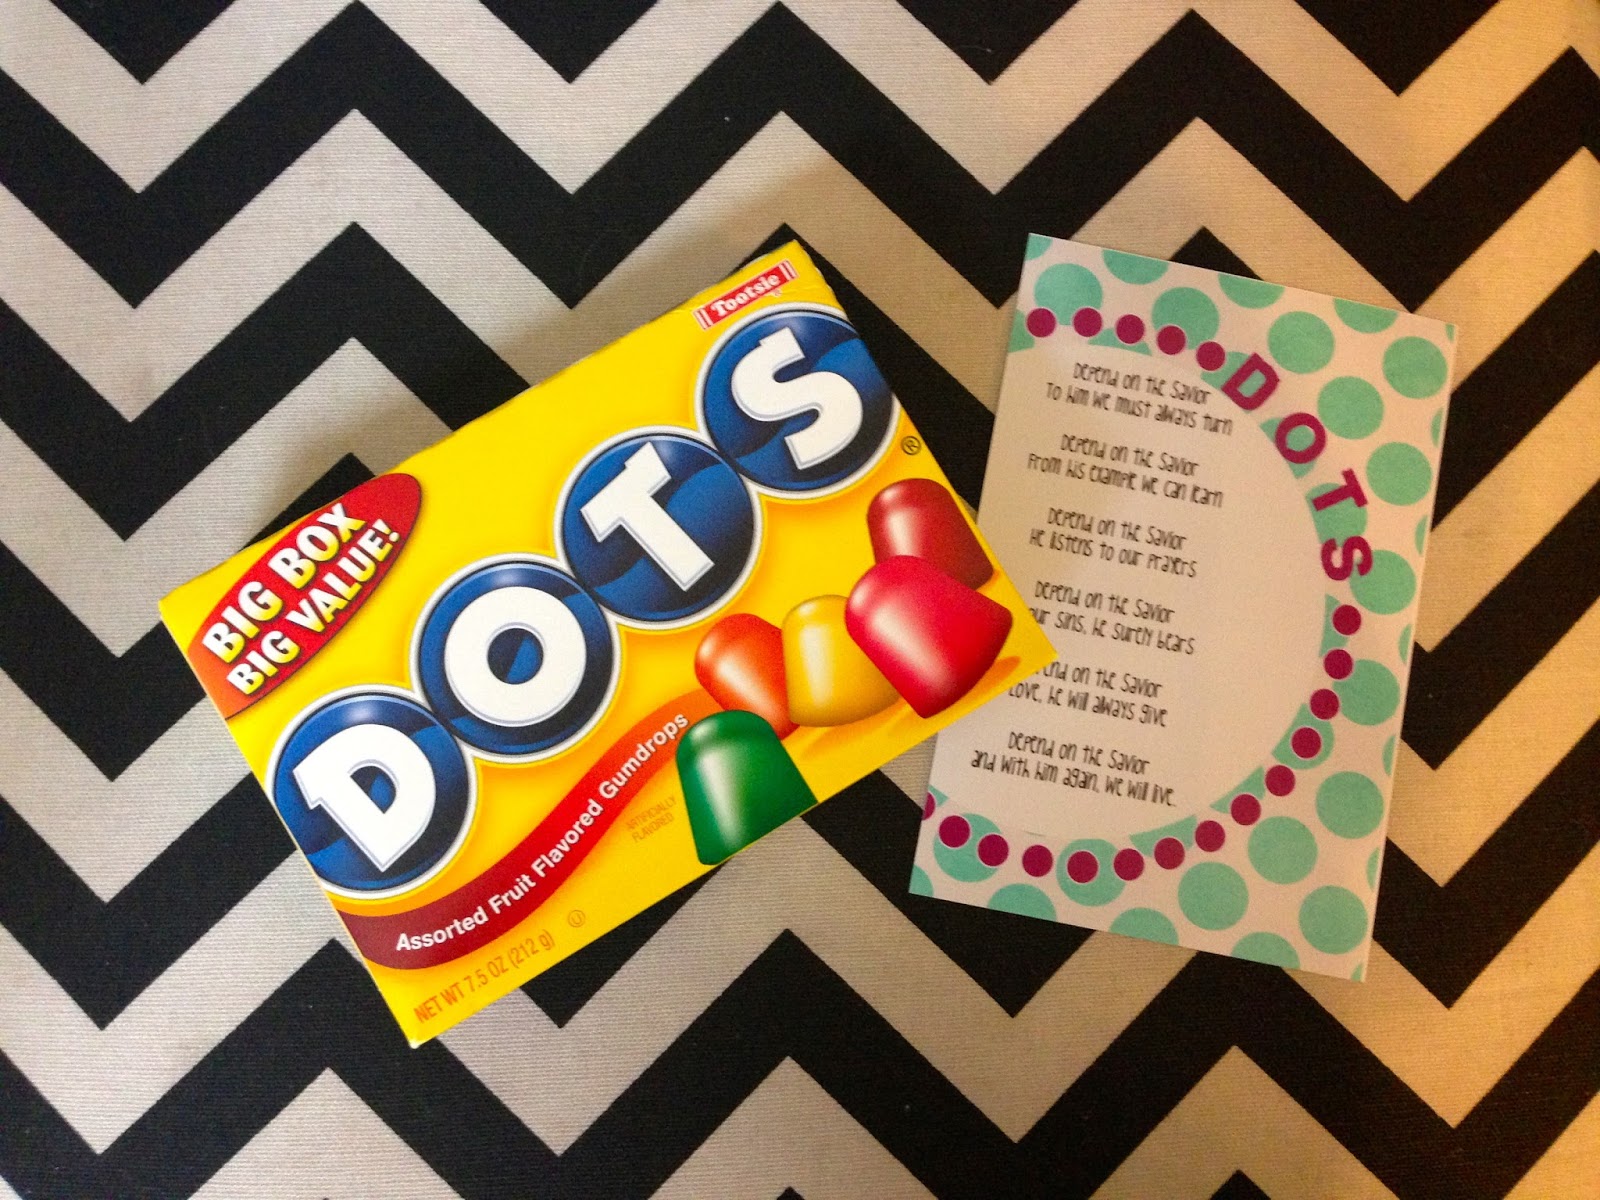 Tootsie
DOTS®
BIG BOX
BIG VALUE!
Assorted Fruit Flavored Gumdrops
ARTIFICIALLY
FLAVORED
NET WT 7.5 OZ (212 g)
U
DOTS
Depend on the Savior
To him we must always turn
Depend on the Savior
From his example we can learn
Depend on the Savior
He listens to our prayers
Depend on the Savior
our sins, he surely bears
on the Savior
Love, he will always give
Depend on the Savior
and with him again, we will live.